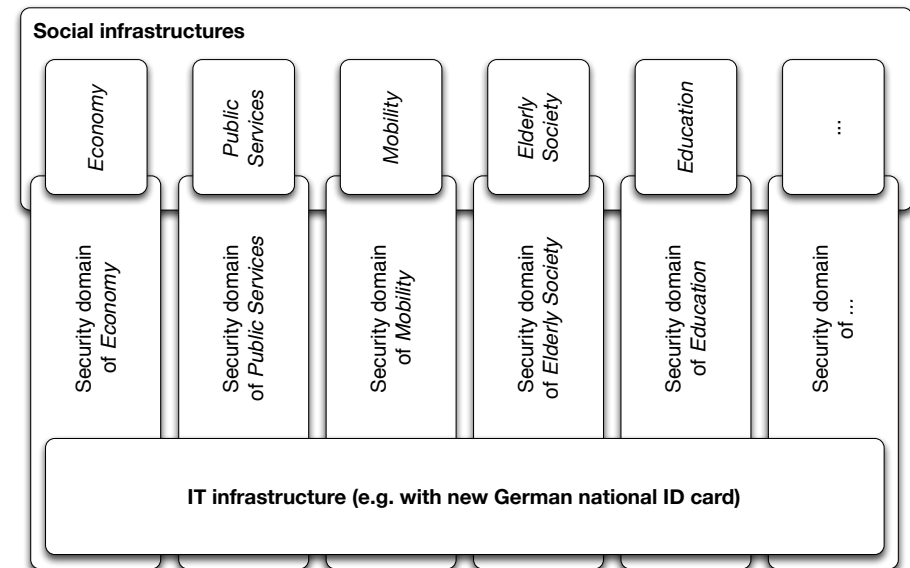 Social infrastructures
Economy
Public
Services
Mobility
Elderly
Society
Education
...
Security domain
of Economy
Security domain
of Public Services
Security domain
of Mobility
Security domain
of Elderly Society
Security domain
of Education
Security domain
of ...
IT infrastructure (e.g. with new German national ID card)